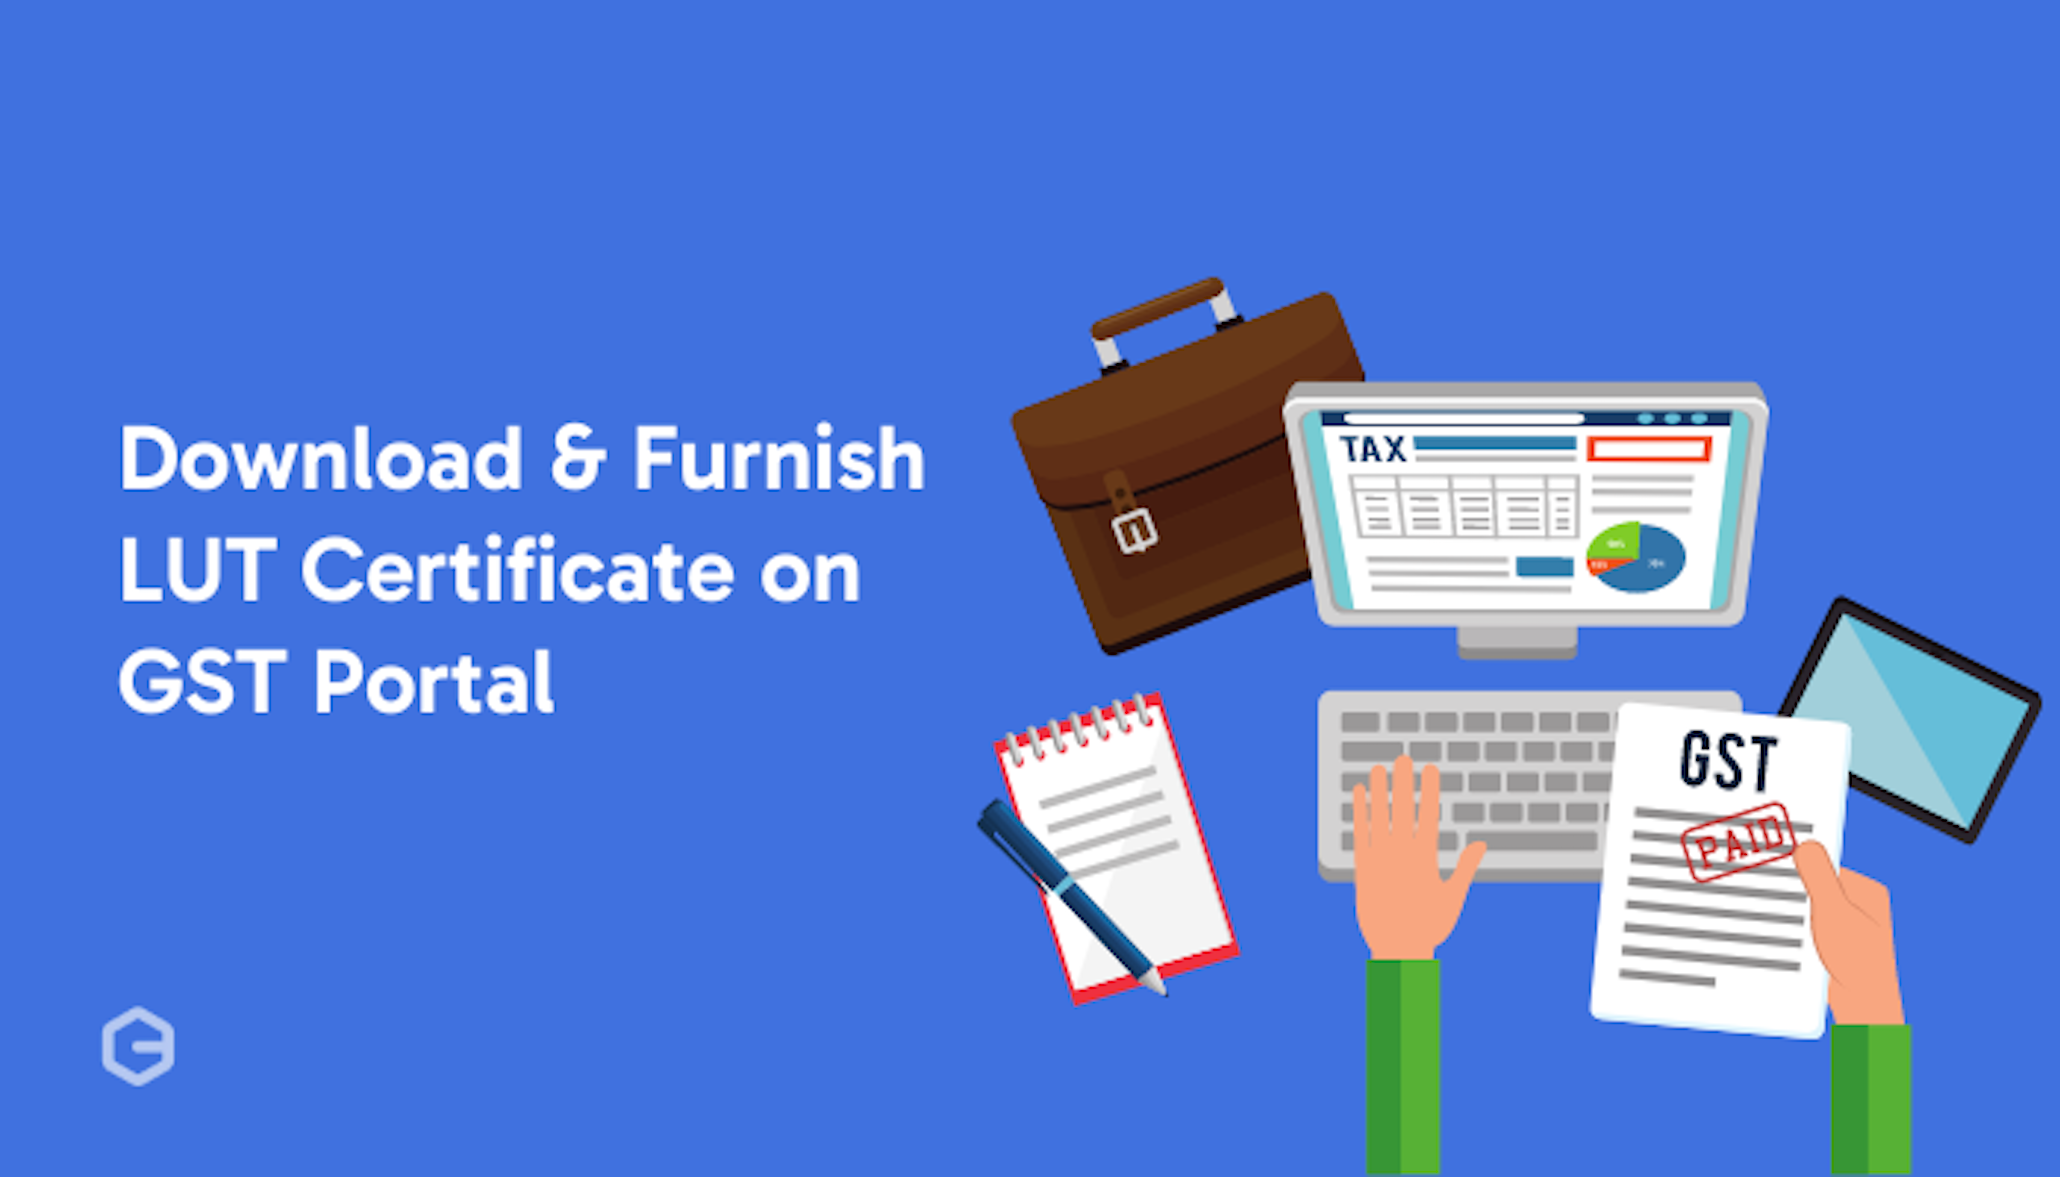 Download & Furnish
LUT Certificate on
GST Portal
TAX
GST
PAID